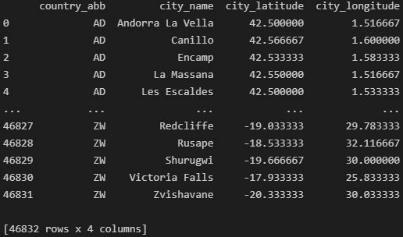 country_abb city_name city_latitude city_longitude
0 AD Andorra La Vella 42.500000 1.516667
1 AD Canillo 42.566667 1.600000
2 AD Encamp 42.533333 1.583333
3 AD La Massana 42.550000 1.516667
4 AD Les Escaldes 42.500000 1.533333
... ... ... ... ...
46827 ZW Redcliffe -19.033333 29.783333
46828 ZW Rusape -18.533333 32.116667
46829 ZW Shurugwi -19.666667 30.000000
46830 ZW Victoria Falls -17.933333 25.833333
46831 ZW Zvishavane -20.333333 30.033333
[46832 rows x 4 columns]